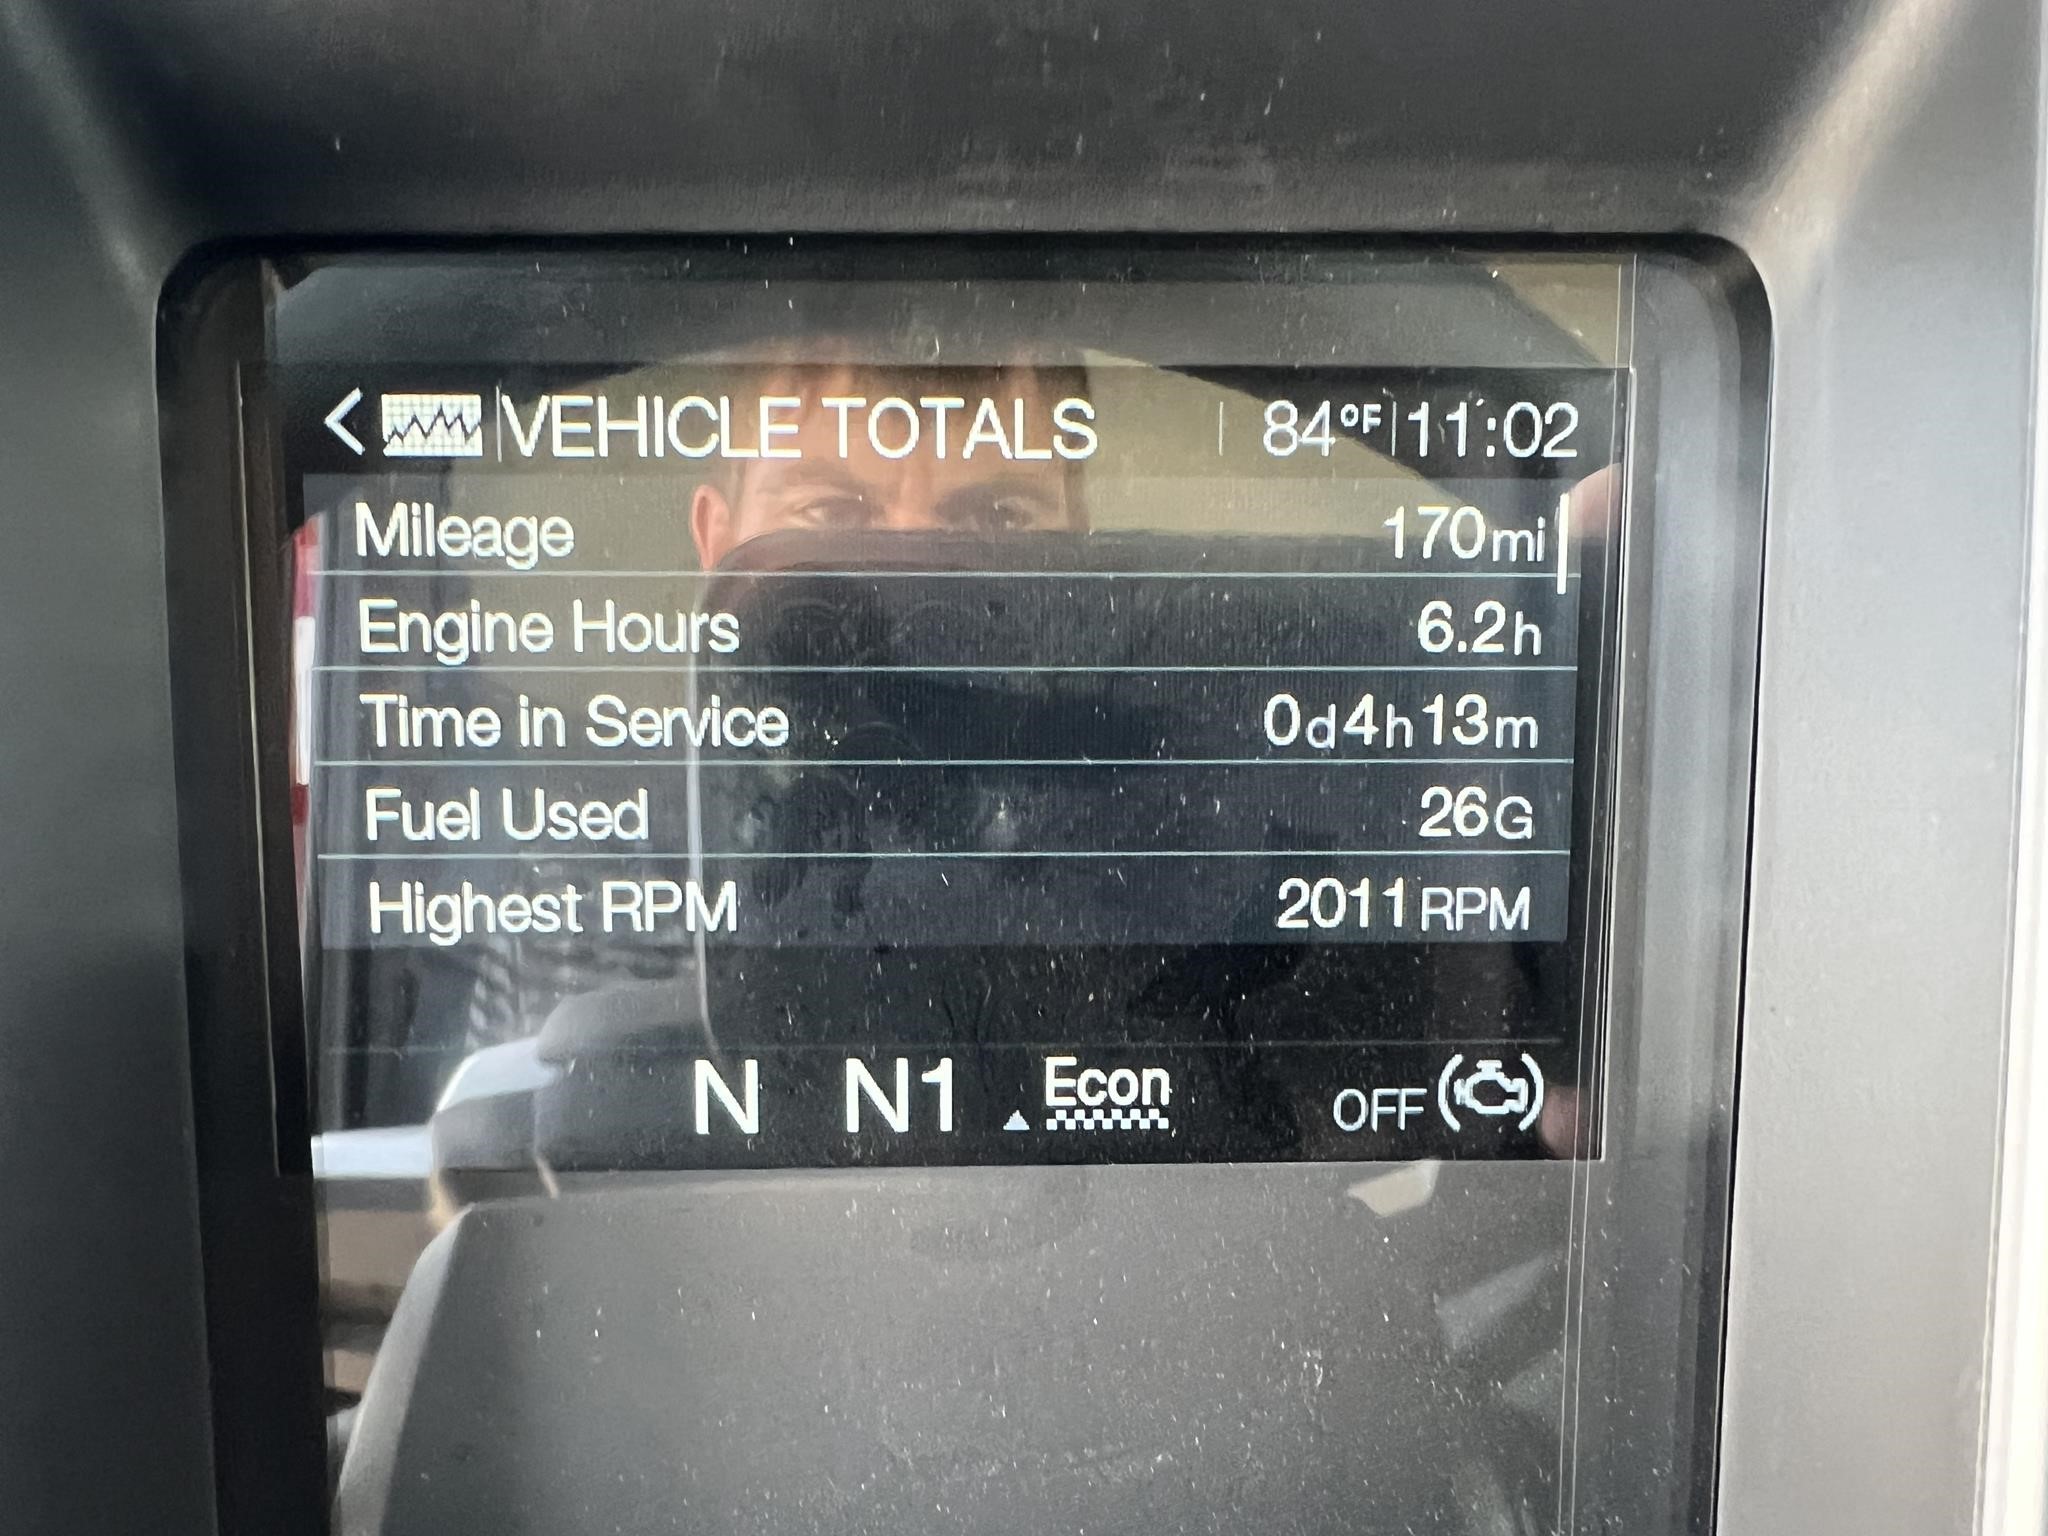 < VEHICLE TOTALS 84°F 11:02
Mileage 170mi
Engine Hours 6.2h
Time in Service 0d4h13m
Fuel Used 26G
Highest RPM 2011RPM
N N1 Econ OFF